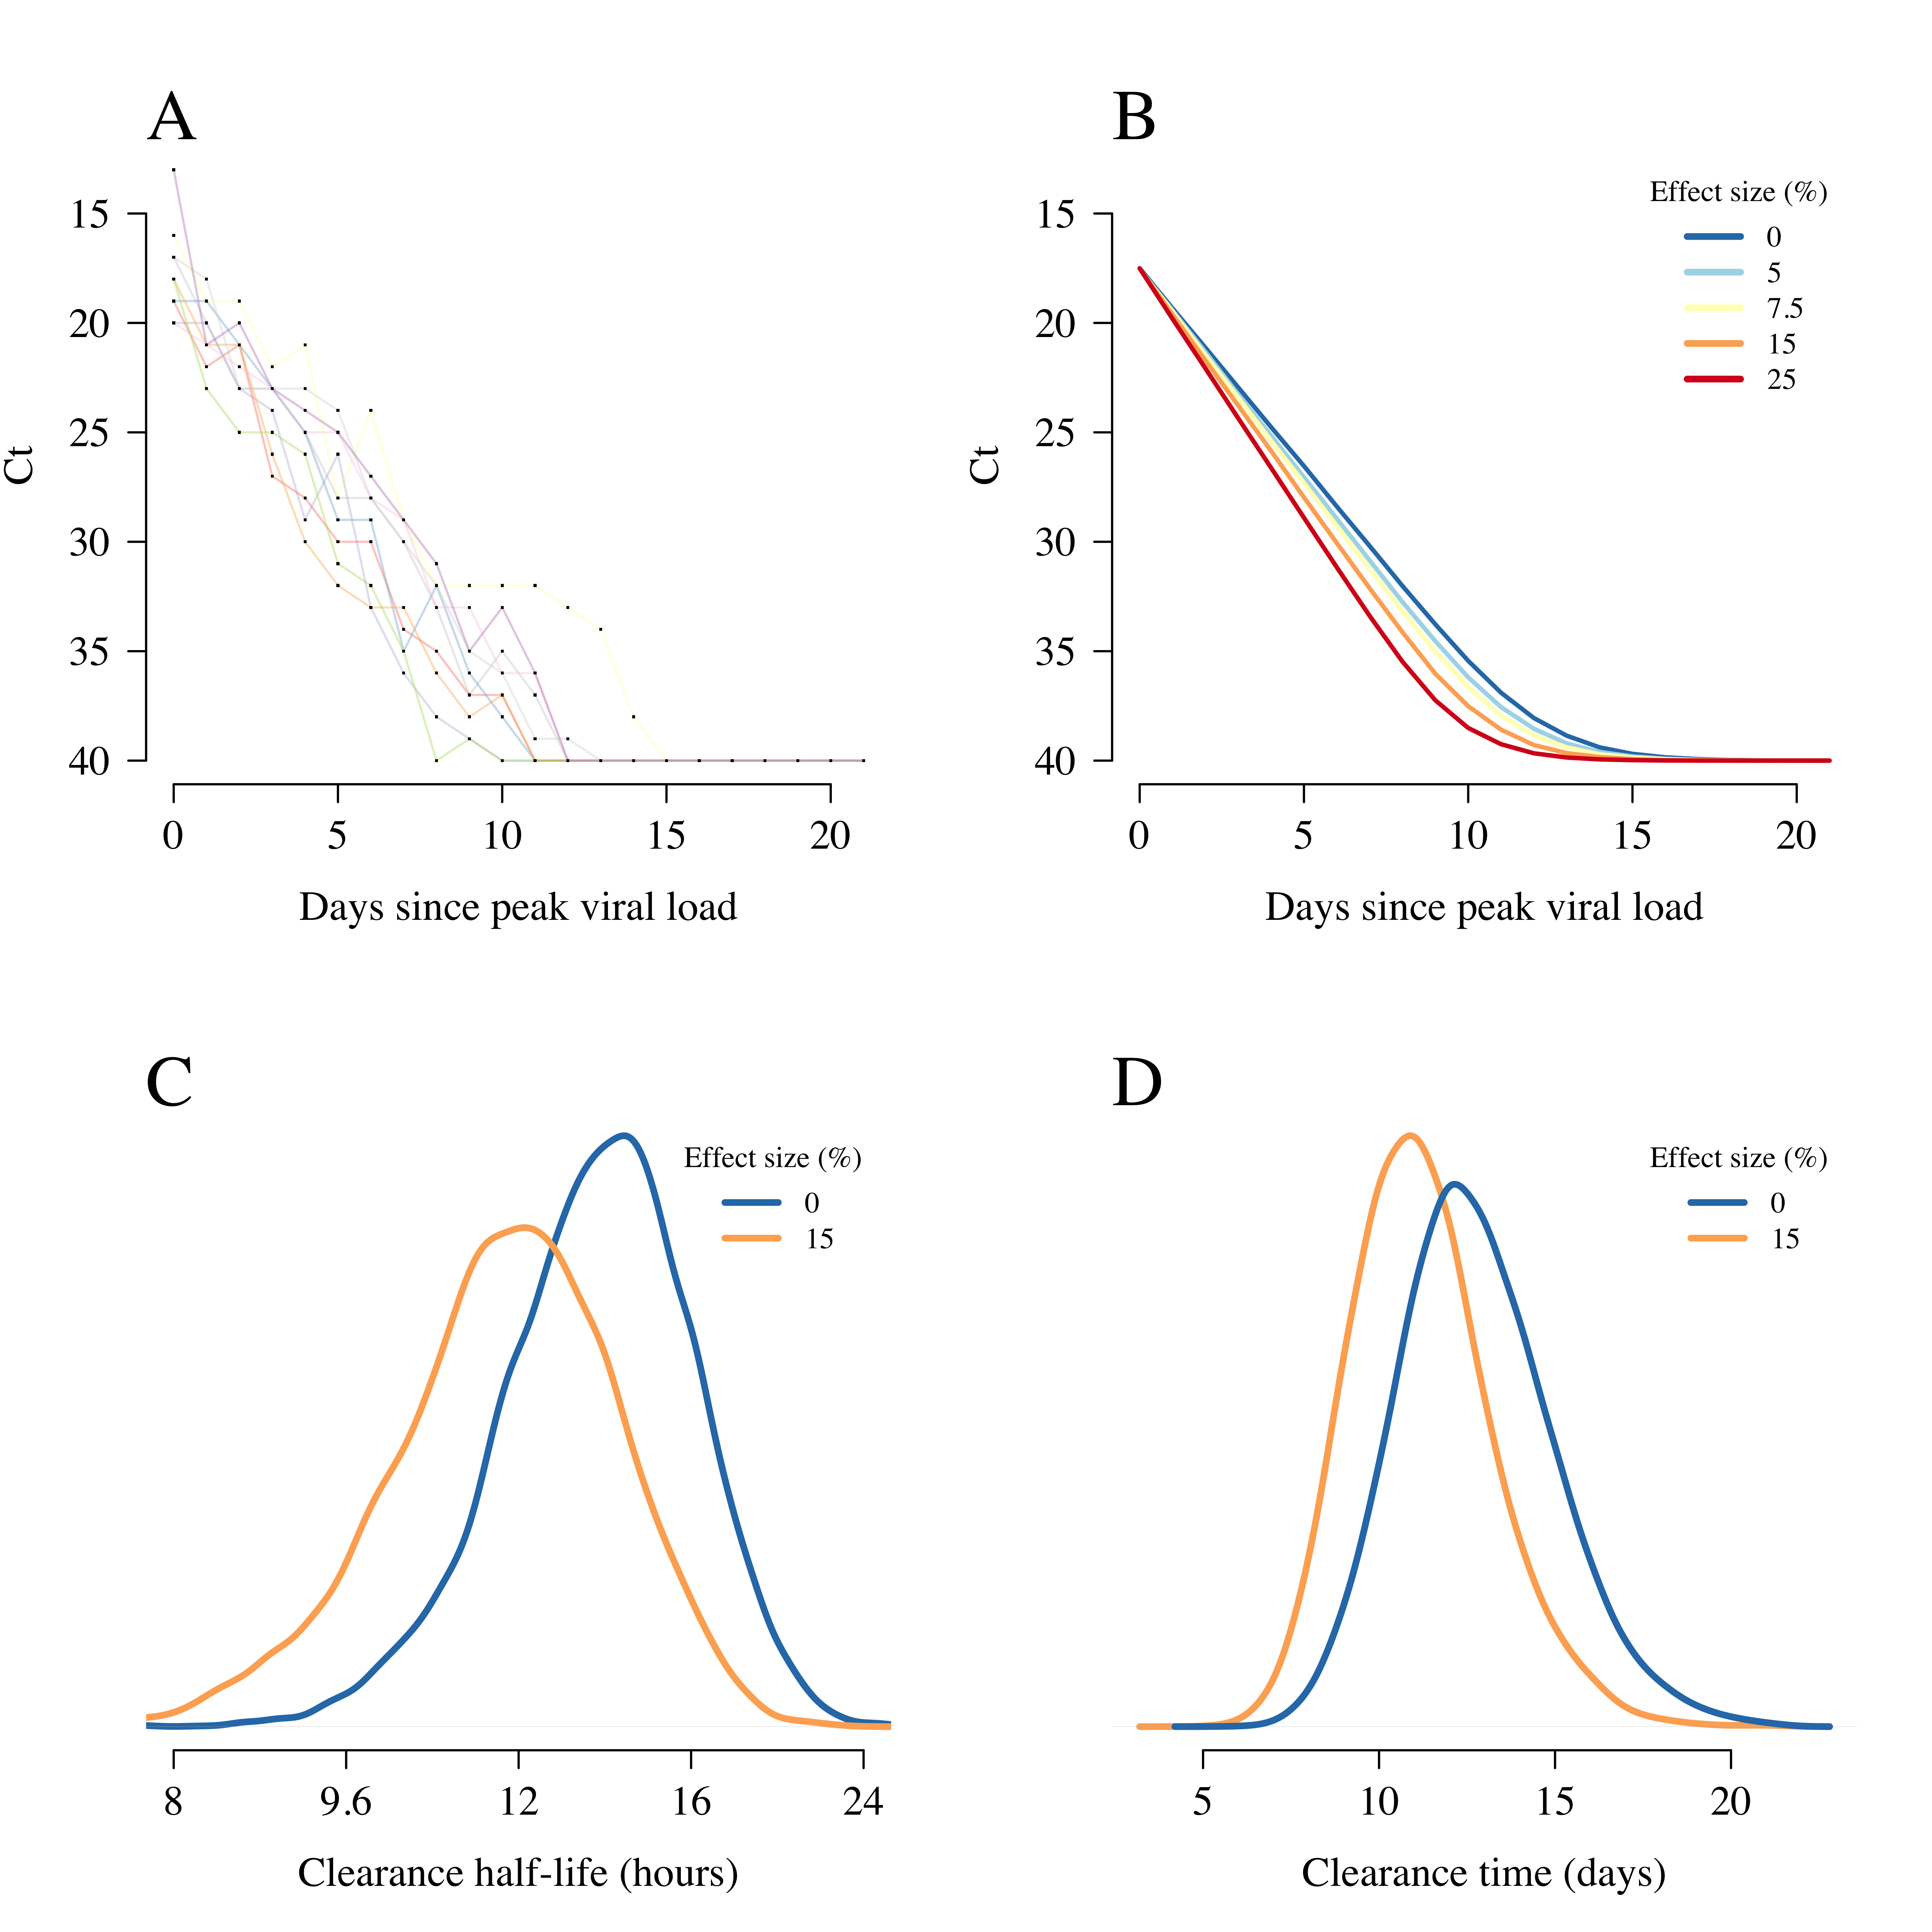 A
15
20
25
30
35
40
Ct
0 5 10 15 20
Days since peak viral load
B
Effect size (%)
0
5
7.5
15
25
15
20
25
30
35
40
Ct
0 5 10 15 20
Days since peak viral load
C
Effect size (%)
0
15
8 9.6 12 16 24
Clearance half-life (hours)
D
Effect size (%)
0
15
5 10 15 20
Clearance time (days)